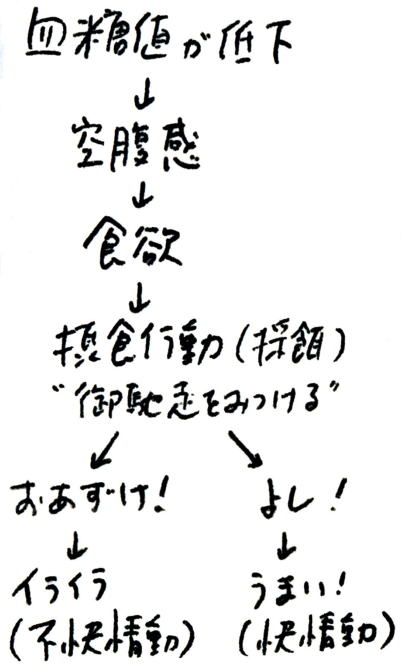 血糖値が低下
↓
空腹感
↓
食欲
↓
摂食行動(採餌)
"御馳走をみつける"
↙ ↘
おあずけ! よし!
↓ ↓
イライラ うまい!
(不快情動) (快情動)